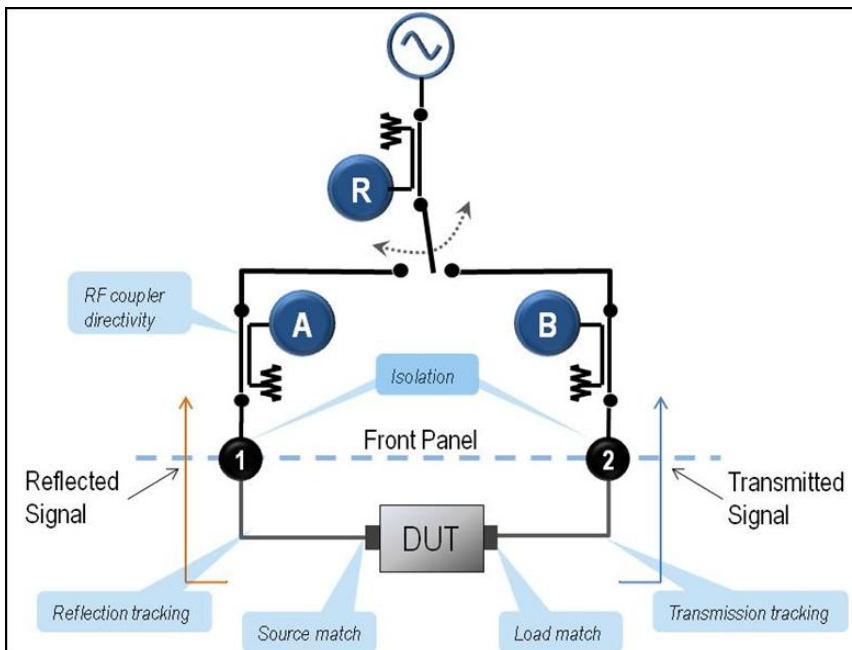 R
RF coupler
directivity
A
B
Isolation
Front Panel
1
2
Reflected
Signal
Transmitted
Signal
DUT
Reflection tracking
Source match
Load match
Transmission tracking